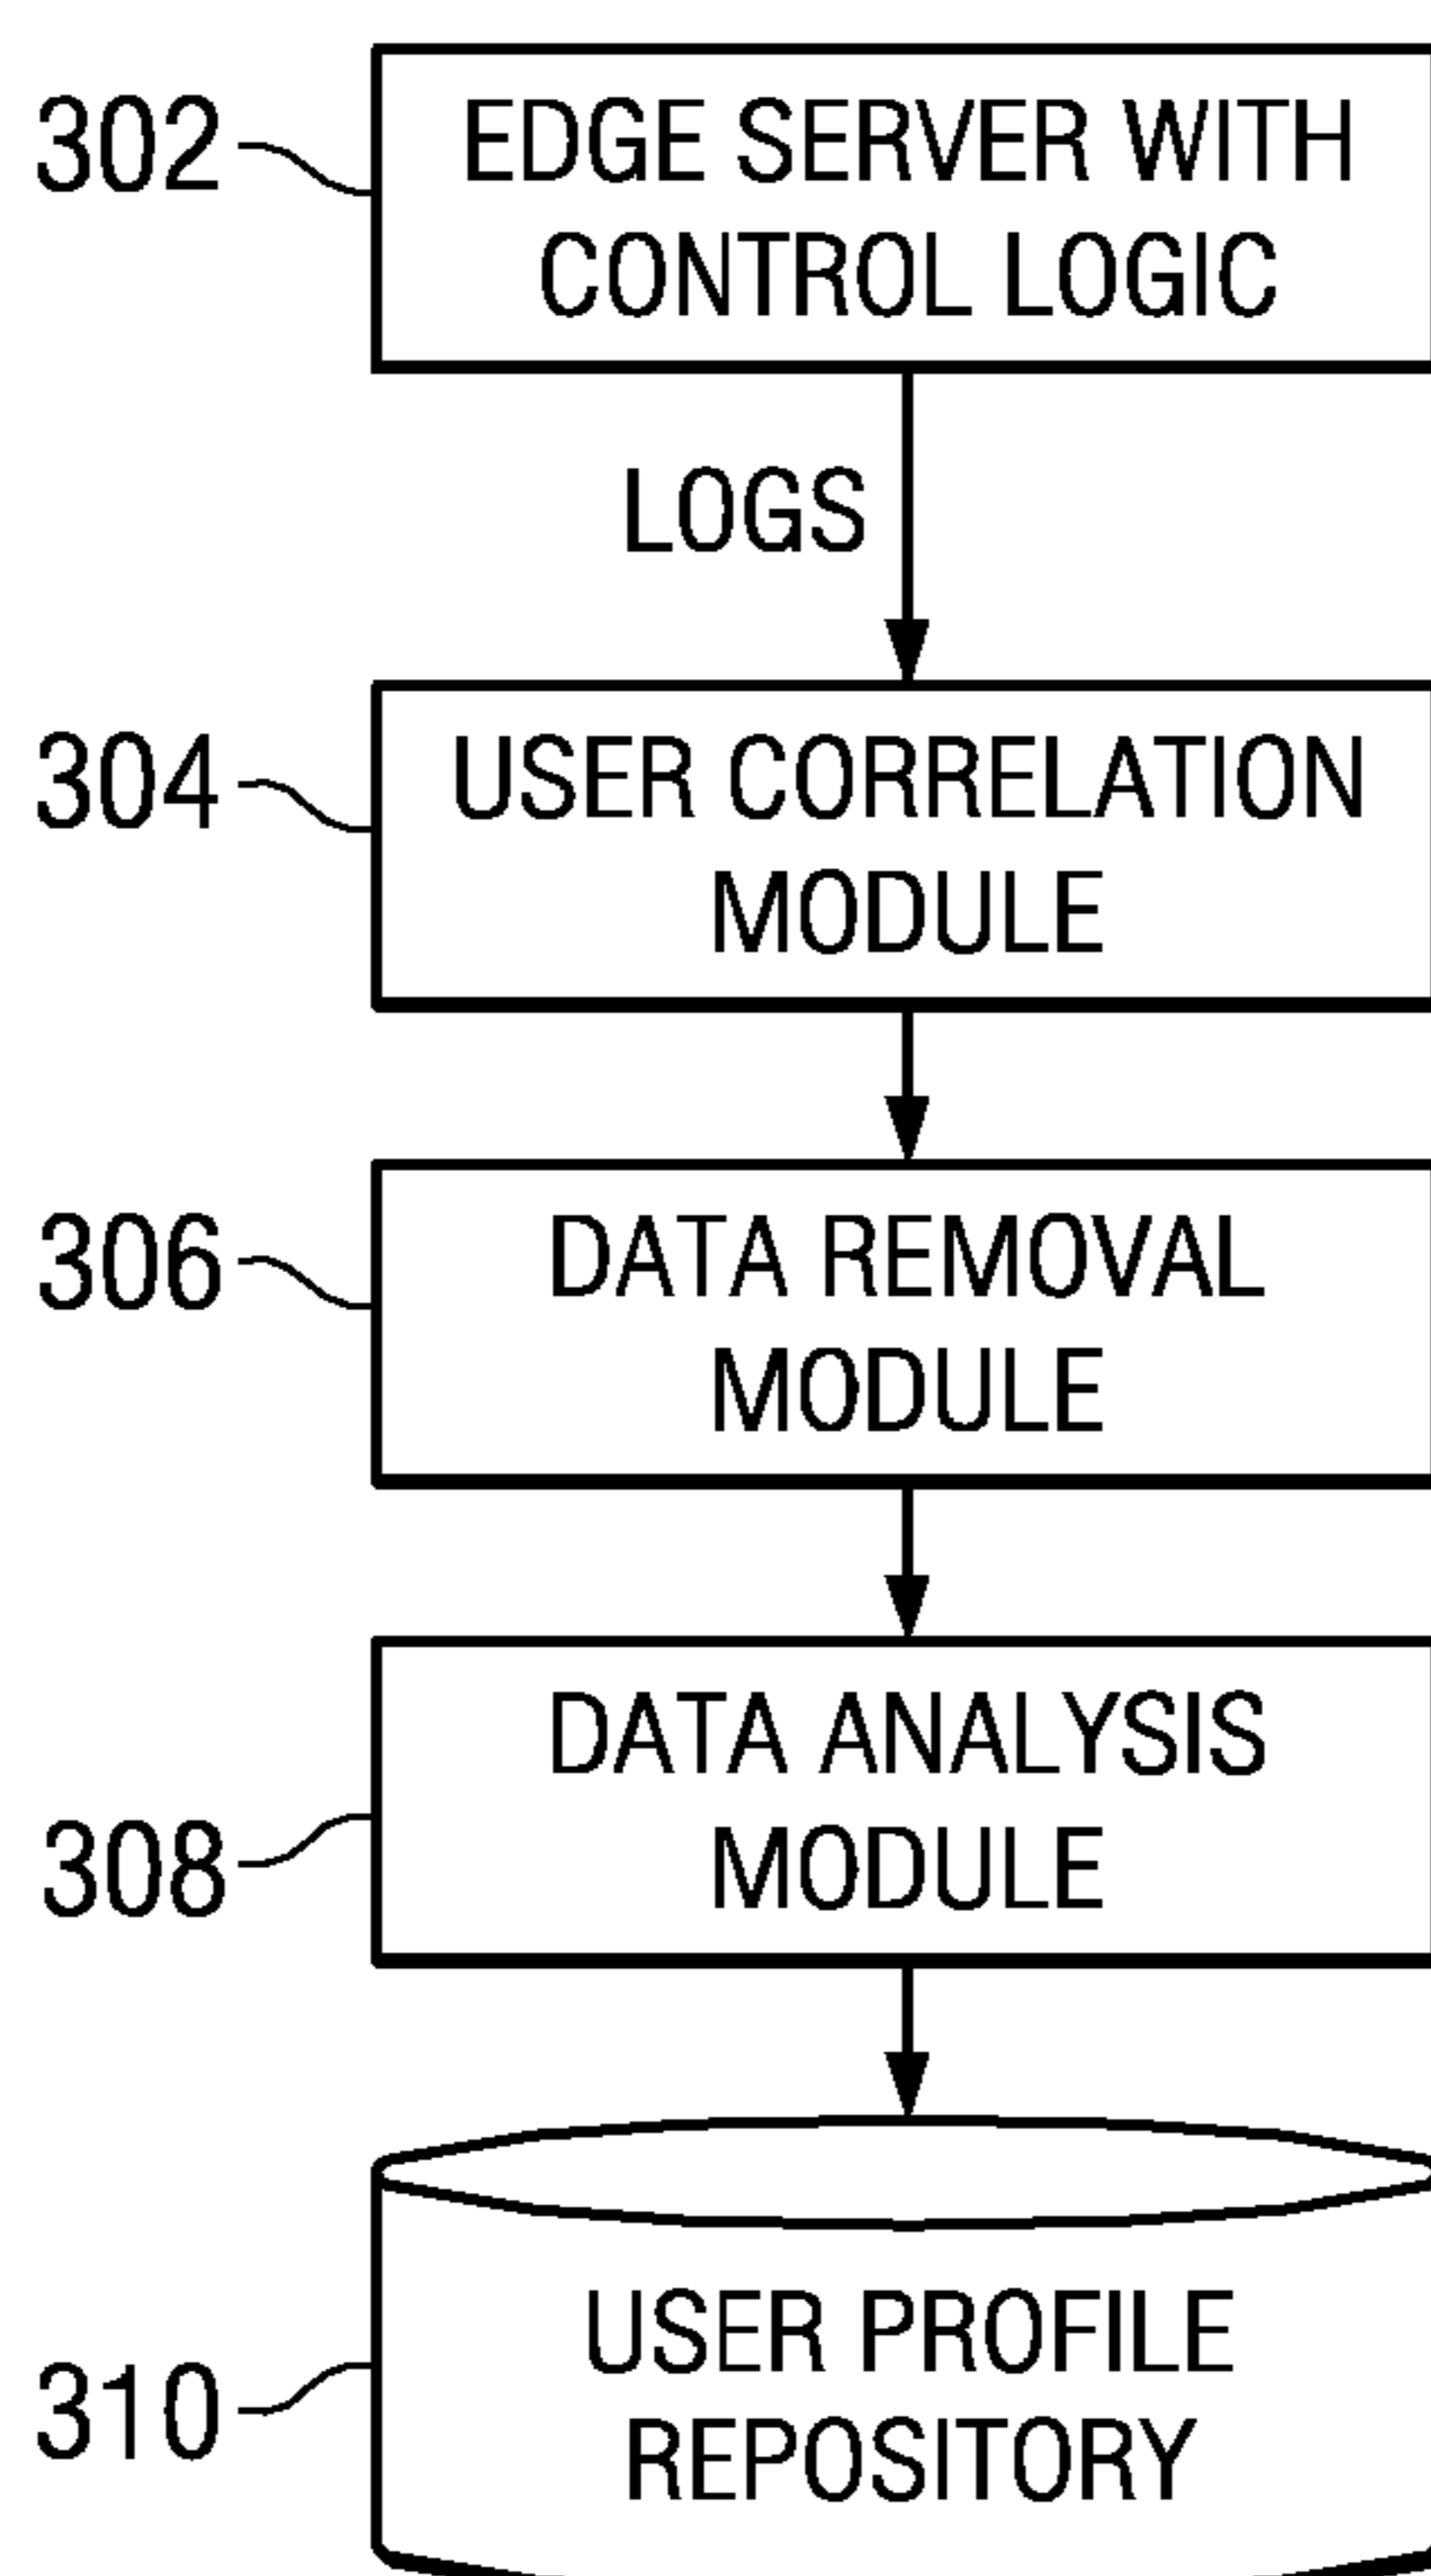 302
EDGE SERVER WITH
CONTROL LOGIC
LOGS
304
USER CORRELATION
MODULE
306
DATA REMOVAL
MODULE
DATA ANALYSIS
MODULE
308
USER PROFILE
REPOSITORY
310